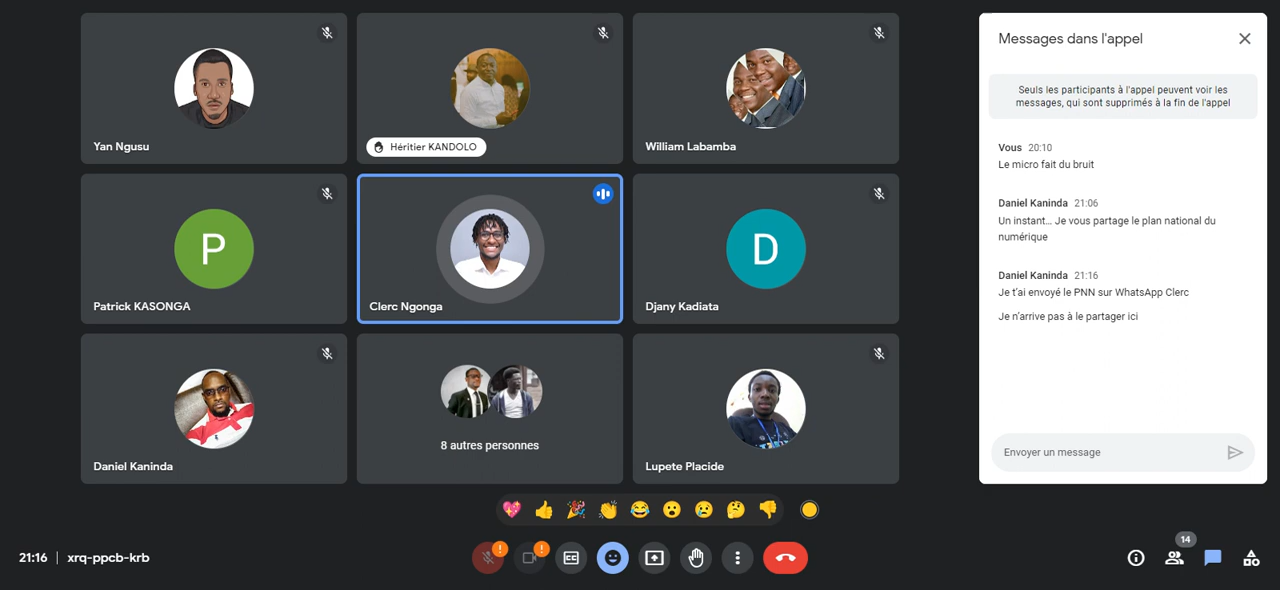 Yan Ngusu
Héritier KANDOLO
William Labamba
P
Patrick KASONGA
Clerc Ngonga
D
Djany Kadiata
Daniel Kaninda
8 autres personnes
Lupete Placide
Messages dans l'appel
Seuls les participants à l'appel peuvent voir les
messages, qui sont supprimés à la fin de l'appel
Vous 20:10
Le micro fait du bruit
Daniel Kaninda 21:06
Un instant... Je vous partage le plan national du
numérique
Daniel Kaninda 21:16
Je t'ai envoyé le PNN sur WhatsApp Clerc
Je n'arrive pas à le partager ici
Envoyer un message
21:16 | xrq-ppcb-krb
!
!
CC
14